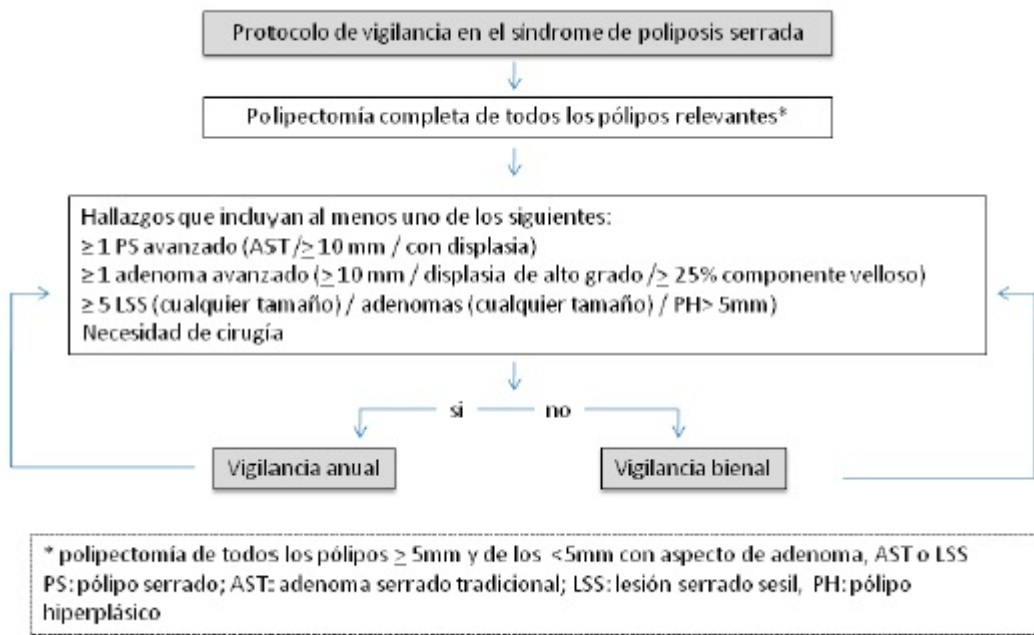 Protocolo de vigilancia en el síndrome de poliposis serrada
Polipectomía completa de todos los pólipos relevantes*
Hallazgos que incluyan al menos uno de los siguientes:
≥ 1 PS avanzado (AST /≥ 10 mm / con displasia)
≥ 1 adenoma avanzado (≥ 10 mm / displasia de alto grado /≥ 25% componente velloso)
≥ 5 LSS (cualquier tamaño) / adenomas (cualquier tamaño) / PH> 5mm)
Necesidad de cirugía
si no
Vigilancia anual Vigilancia bienal
* polipectomía de todos los pólipos ≥ 5mm y de los <5mm con aspecto de adenoma, AST o LSS
PS: pólipo serrado; AST:: adenoma serrado tradicional; LSS: lesión serrado sesil, PH: pólipo
hiperplásico